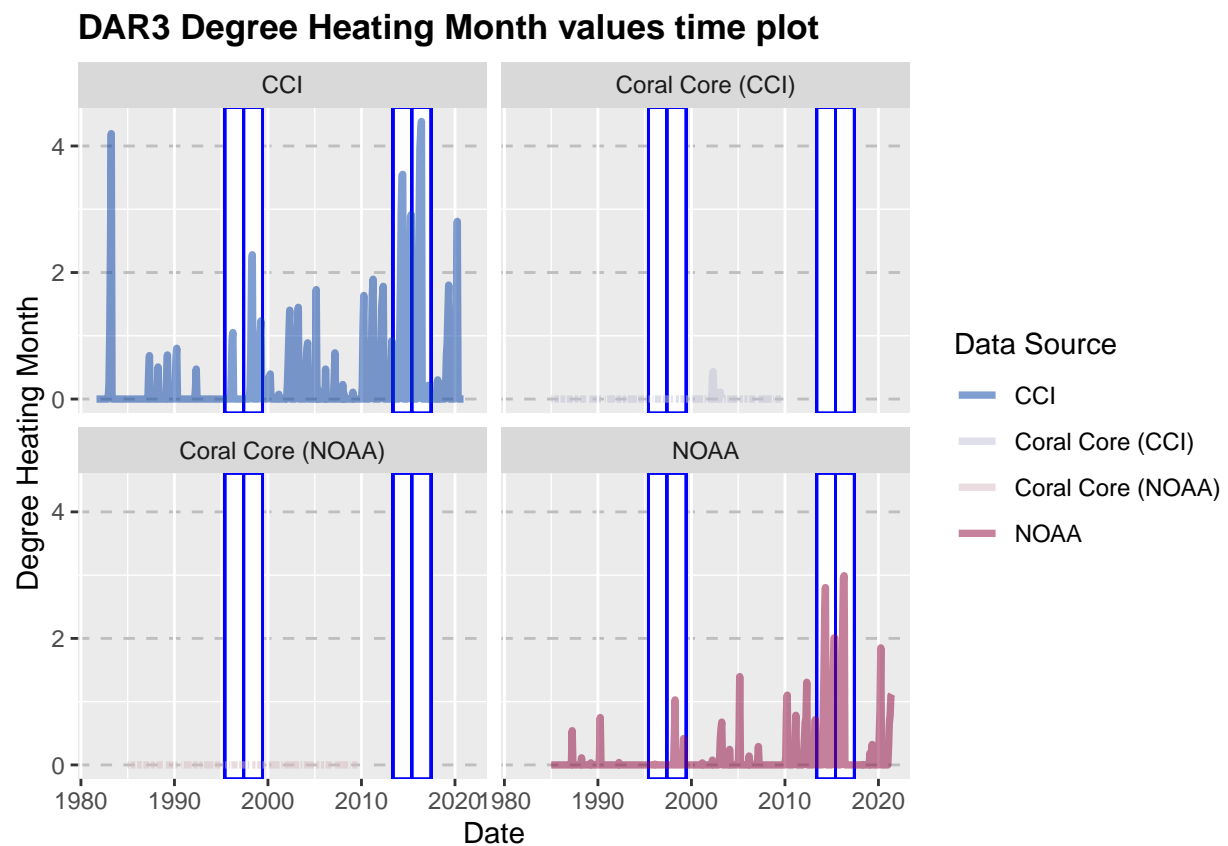 DAR3 Degree Heating Month values time plot
CCI
Coral Core (CCI)
4
2
0
Coral Core (NOAA)
NOAA
4
2
0
1980
1990
2000
2010
2020
1980
1990
2000
2010
2020
Date
Degree Heating Month
Data Source
CCI
Coral Core (CCI)
Coral Core (NOAA)
NOAA